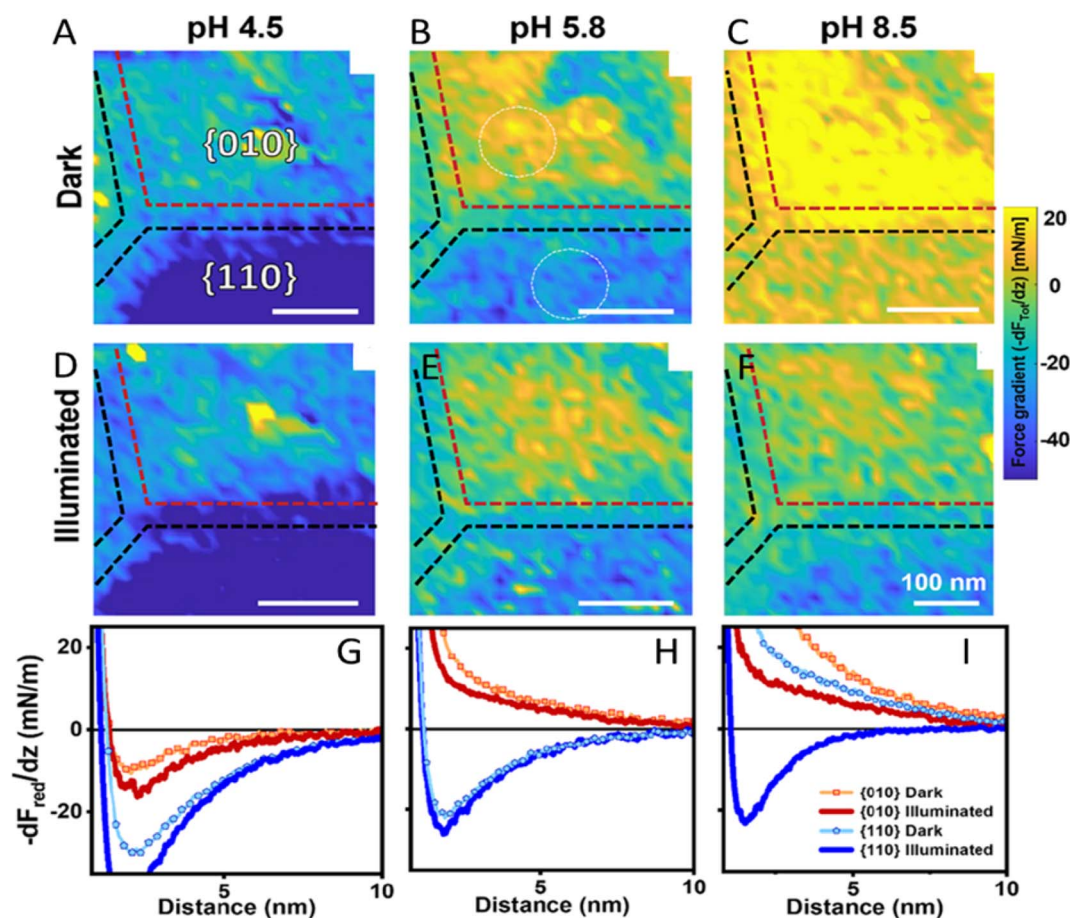 pH 4.5
pH 5.8
pH 8.5
A
B
C
Dark
{010}
{110}
20
0
-20
-40
Force gradient (-dF_Tot/dz) [mN/m]
D
E
F
Illuminated
100 nm
G
H
I
-dF_red/dz (mN/m)
20
0
-20
{010} Dark
{010} Illuminated
{110} Dark
{110} Illuminated
5
10
5
10
5
10
Distance (nm)
Distance (nm)
Distance (nm)